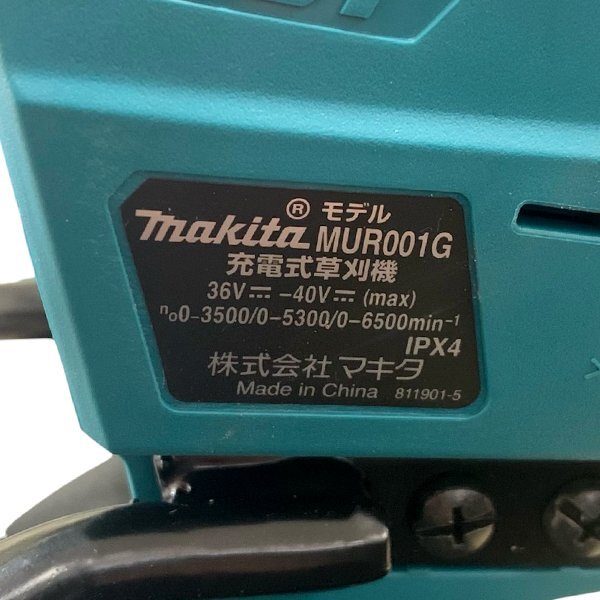 ® モデル
makita MUR001G
充電式草刈機
36V⎓ -40V⎓ (max)
n₀0-3500/0-5300/0-6500min⁻¹
IPX4
株式会社 マキタ
Made in China 811901-5